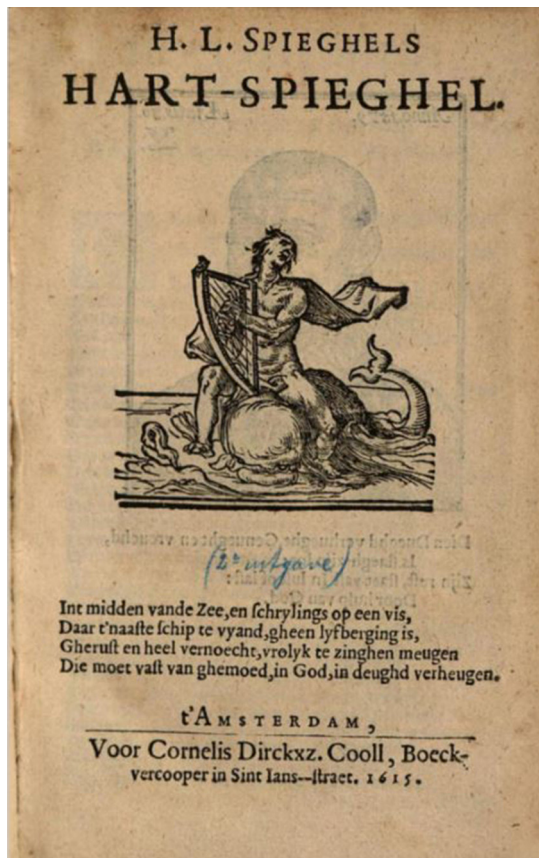 H. L. SPIEGHELS
HART-SPIEGHEL.
(2e uitgave)
Int midden vande Zee, en schrylings op een vis,
Daar t'naaste schip te vyand, gheen lyfberging is,
Gherust en heel vernoecht, vrolyk te zinghen meugen
Die moet vast van ghemoed, in God, in deughd verheugen.
t'AMSTERDAM,
Voor Cornelis Dirckxz. Cooll, Boeck-
vercooper in Sint Ians--straet. 1615.